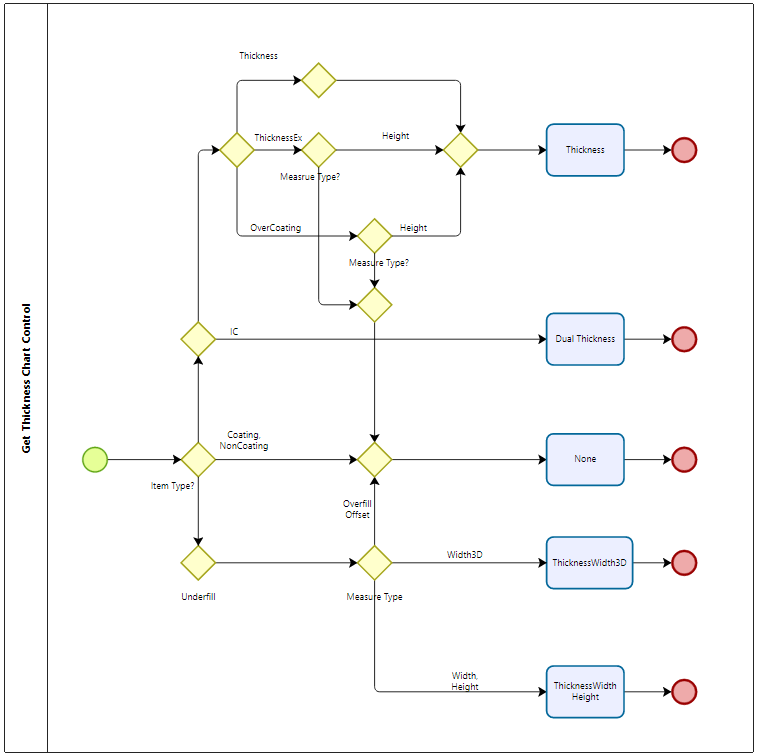 Get Thickness Chart Control
Thickness
ThicknessEx
Height
Measrue Type?
Thickness
OverCoating
Height
Measure Type?
IC
Dual Thickness
Coating,
NonCoating
Item Type?
None
Overfill
Offset
Width3D
ThicknessWidth3D
Underfill
Measure Type
Width,
Height
ThicknessWidth
Height